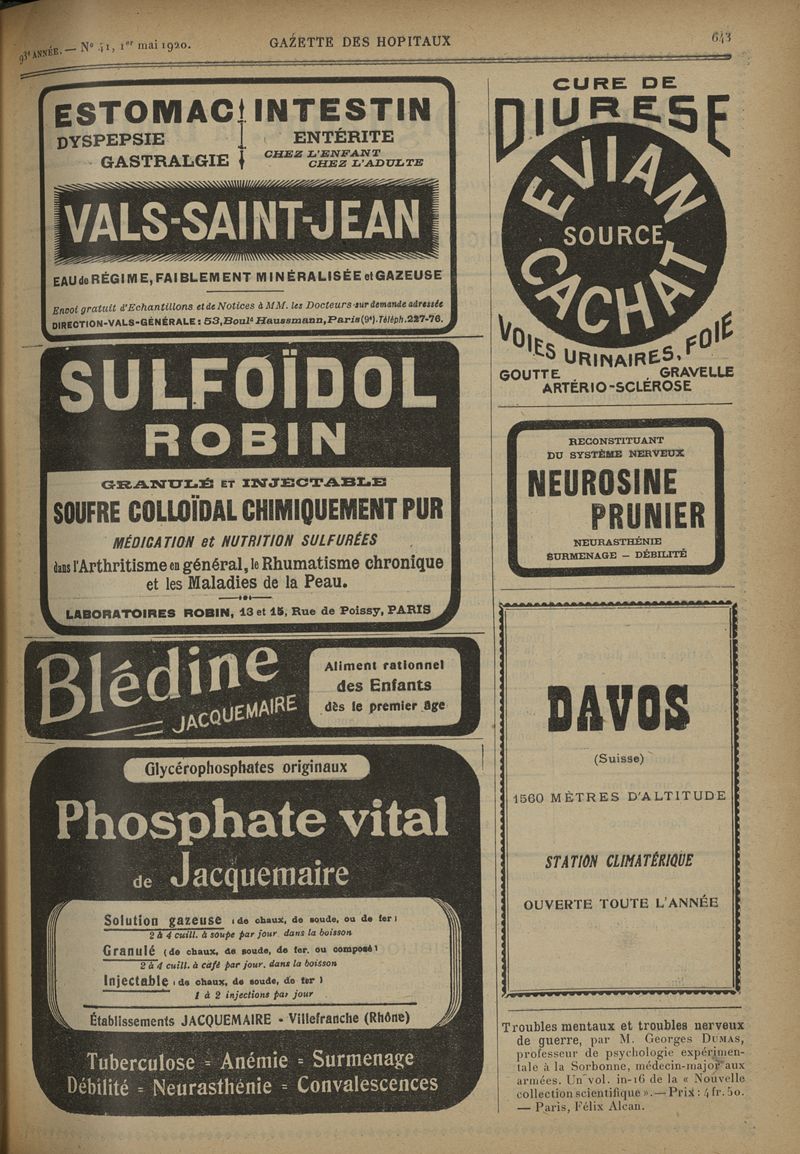 93e ANNÉE. — No 41, 1er mai 1920.
GAZETTE DES HOPITAUX
643
ESTOMAC INTESTIN
DYSPEPSIE
ENTÉRITE
GASTRALGIE
CHEZ L'ENFANT
CHEZ L'ADULTE
VALS-SAINT-JEAN
EAU de RÉGIME, FAIBLEMENT MINÉRALISÉE et GAZEUSE
Envoi gratuit d'Echantillons et de Notices à MM. les Docteurs sur demande adressée
DIRECTION-VALS-GÉNÉRALE: 53, Boulᵈ Haussmann, Paris (9ᵉ). Téléph. 227-76.
SULFOÏDOL
ROBIN
GRANULÉ ET INJECTABLE
SOUFRE COLLOÏDAL CHIMIQUEMENT PUR
MÉDICATION et NUTRITION SULFURÉES
dans l'Arthritisme en général, le Rhumatisme chronique
et les Maladies de la Peau.
LABORATOIRES ROBIN, 13 et 15, Rue de Poissy, PARIS
Blédine
JACQUEMAIRE
Aliment rationnel
des Enfants
dès le premier âge
Glycérophosphates originaux
Phosphate vital
de Jacquemaire
Solution gazeuse (de chaux, de soude, ou de fer)
2 à 4 cuill. à soupe par jour dans la boisson
Granulé (de chaux, de soude, de fer, ou composé)
2 à 4 cuill. à café par jour. dans la boisson
Injectable (de chaux, de soude, de fer)
1 à 2 injections par jour
Établissements JACQUEMAIRE - Villefranche (Rhône)
Tuberculose = Anémie = Surmenage
Débilité = Neurasthénie = Convalescences
CURE DE
DIURESE
EVIAN
SOURCE
CACHAT
VOIES URINAIRES, FOIE
GOUTTE GRAVELLE
ARTÉRIO-SCLÉROSE
RECONSTITUANT
DU SYSTÈME NERVEUX
NEUROSINE
PRUNIER
NEURASTHÉNIE
SURMENAGE — DÉBILITÉ
DAVOS
(Suisse)
1560 MÈTRES D'ALTITUDE
STATION CLIMATÉRIQUE
OUVERTE TOUTE L'ANNÉE
Troubles mentaux et troubles nerveux
de guerre, par M. Georges DUMAS,
professeur de psychologie expérimen-
tale à la Sorbonne, médecin-major aux
armées. Un vol. in-16 de la « Nouvelle
collection scientifique ». — Prix : 4 fr. 50.
— Paris, Félix Alcan.